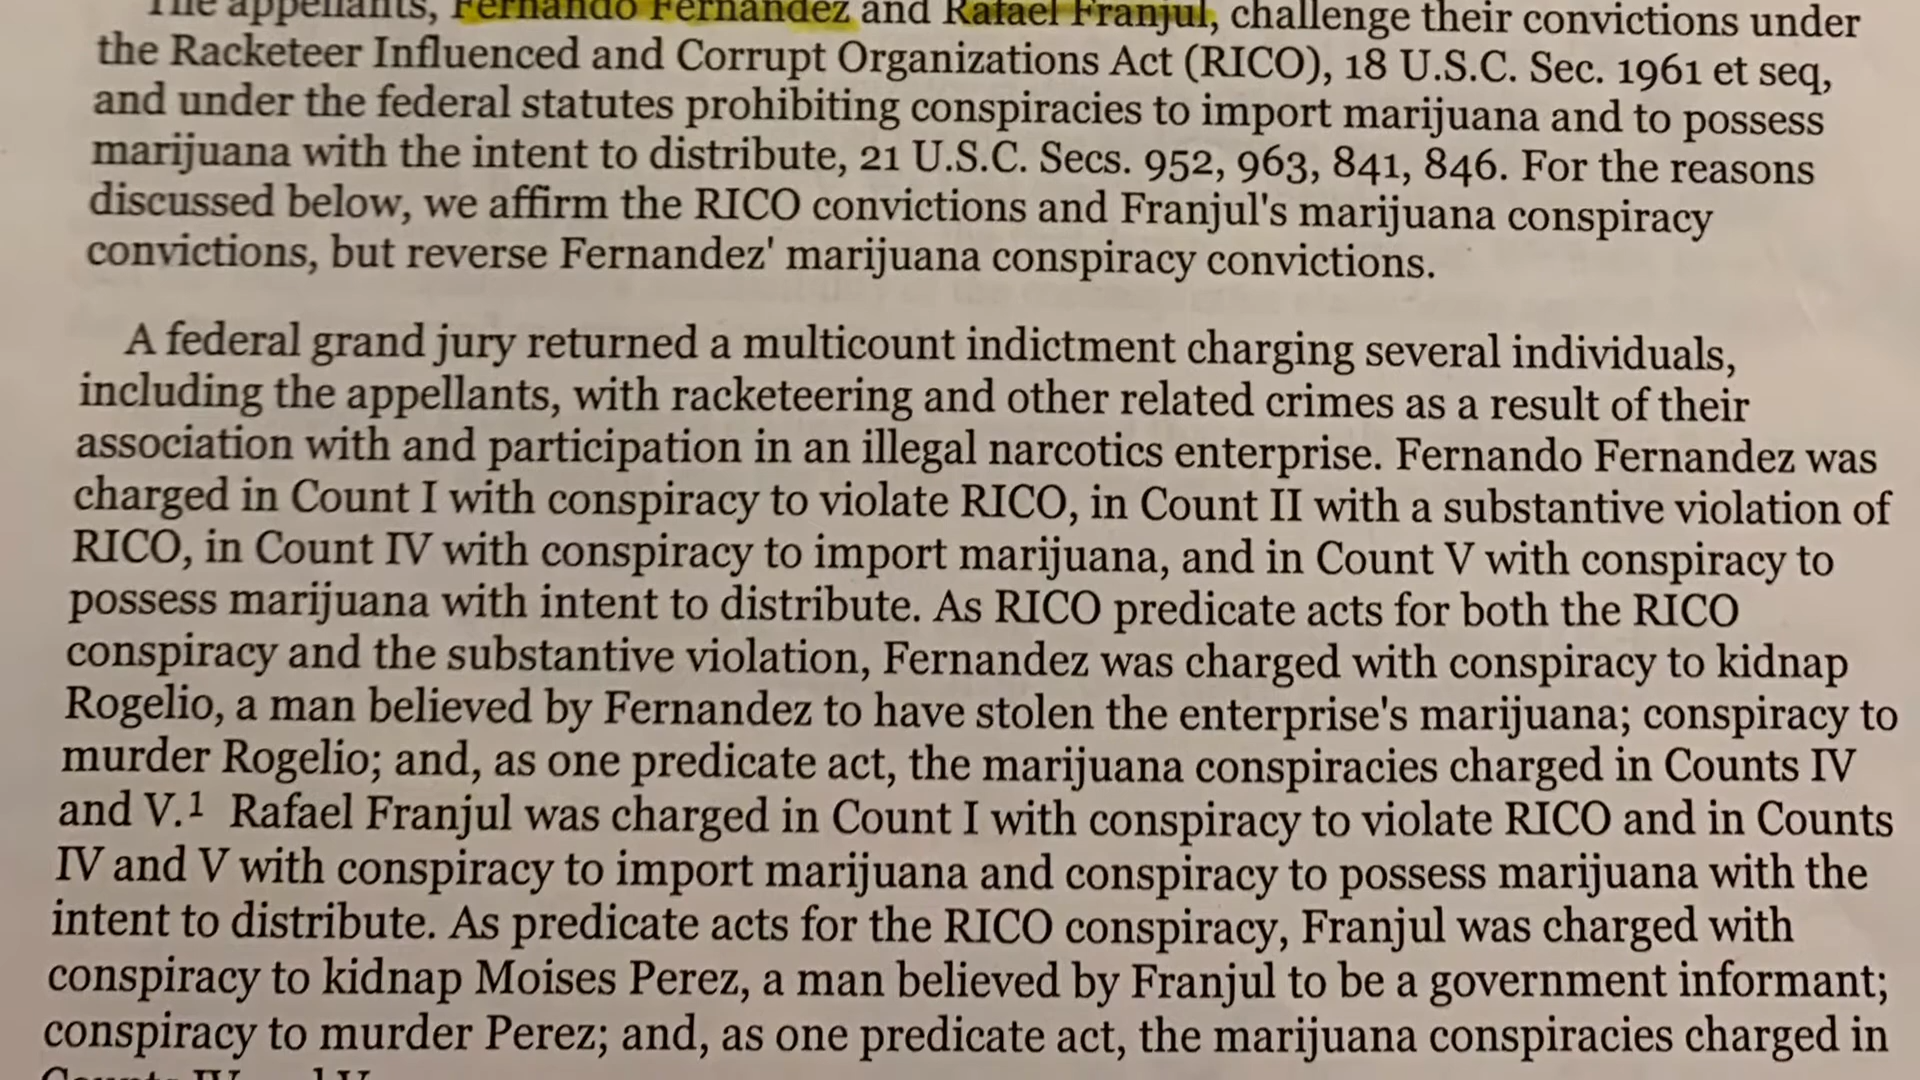 The appellants, Fernando Fernandez and Rafael Franjul, challenge their convictions under
the Racketeer Influenced and Corrupt Organizations Act (RICO), 18 U.S.C. Sec. 1961 et seq,
and under the federal statutes prohibiting conspiracies to import marijuana and to possess
marijuana with the intent to distribute, 21 U.S.C. Secs. 952, 963, 841, 846. For the reasons
discussed below, we affirm the RICO convictions and Franjul's marijuana conspiracy
convictions, but reverse Fernandez' marijuana conspiracy convictions.
A federal grand jury returned a multicount indictment charging several individuals,
including the appellants, with racketeering and other related crimes as a result of their
association with and participation in an illegal narcotics enterprise. Fernando Fernandez was
charged in Count I with conspiracy to violate RICO, in Count II with a substantive violation of
RICO, in Count IV with conspiracy to import marijuana, and in Count V with conspiracy to
possess marijuana with intent to distribute. As RICO predicate acts for both the RICO
conspiracy and the substantive violation, Fernandez was charged with conspiracy to kidnap
Rogelio, a man believed by Fernandez to have stolen the enterprise's marijuana; conspiracy to
murder Rogelio; and, as one predicate act, the marijuana conspiracies charged in Counts IV
and V.1 Rafael Franjul was charged in Count I with conspiracy to violate RICO and in Counts
IV and V with conspiracy to import marijuana and conspiracy to possess marijuana with the
intent to distribute. As predicate acts for the RICO conspiracy, Franjul was charged with
conspiracy to kidnap Moises Perez, a man believed by Franjul to be a government informant;
conspiracy to murder Perez; and, as one predicate act, the marijuana conspiracies charged in
Counts IV and V